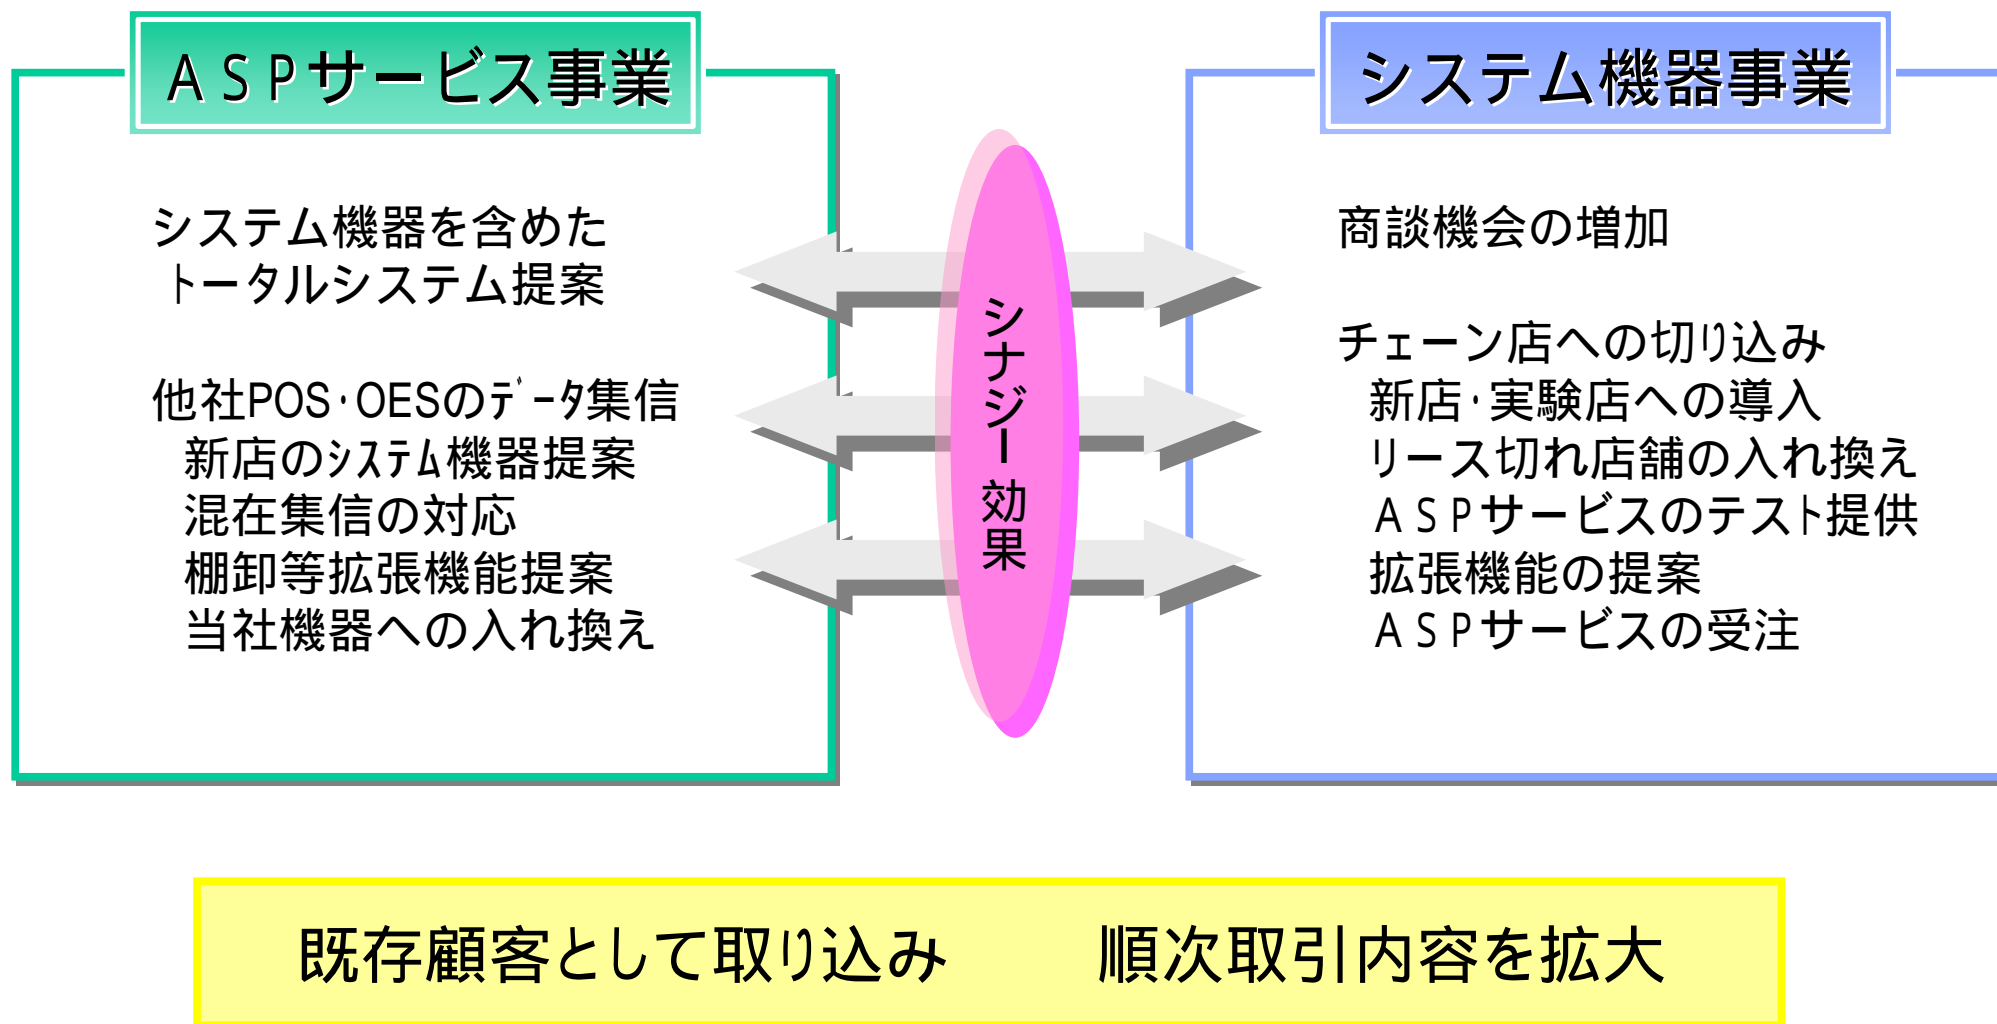 ＡＳＰサービス事業
システム機器を含めた
トータルシステム提案
他社POS･OESのﾃﾞｰﾀ集信
新店のｼｽﾃﾑ機器提案
混在集信の対応
棚卸等拡張機能提案
当社機器への入れ換え
シナジー効果
システム機器事業
商談機会の増加
チェーン店への切り込み
新店･実験店への導入
リース切れ店舗の入れ換え
ＡＳＰサービスのテスト提供
拡張機能の提案
ＡＳＰサービスの受注
既存顧客として取り込み　　順次取引内容を拡大